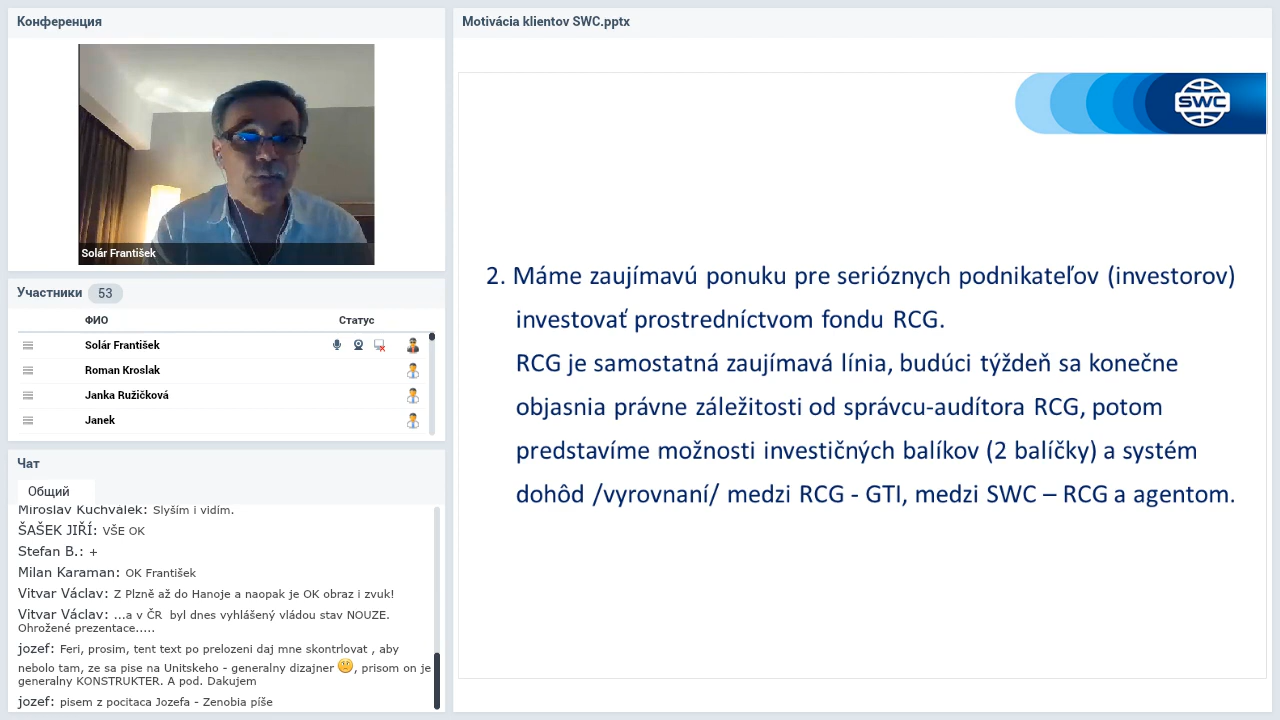 Конференция
Solár František
Участники 53
ФИО Статус
Solár František
Roman Kroslak
Janka Ružičková
Janek
Чат
Общий
Miroslav Kuchválek: Slyším i vidím.
ŠAŠEK JIŘÍ: VŠE OK
Stefan B.: +
Milan Karaman: OK František
Vitvar Václav: Z Plzně až do Hanoje a naopak je OK obraz i zvuk!
Vitvar Václav: ...a v ČR byl dnes vyhlášený vládou stav NOUZE.
Ohrožené prezentace.....
jozef: Feri, prosim, tent text po prelozeni daj mne skontrlovat , aby
nebolo tam, ze sa pise na Unitskeho - generalny dizajner , prisom on je
generalny KONSTRUKTER. A pod. Dakujem
jozef: pisem z pocitaca Jozefa - Zenobia píše
Motivácia klientov SWC.pptx
SWC
2. Máme zaujímavú ponuku pre serióznych podnikateľov (investorov)
investovať prostredníctvom fondu RCG.
RCG je samostatná zaujímavá línia, budúci týždeň sa konečne
objasnia právne záležitosti od správcu-audítora RCG, potom
predstavíme možnosti investičných balíkov (2 balíčky) a systém
dohôd /vyrovnaní/ medzi RCG - GTI, medzi SWC – RCG a agentom.